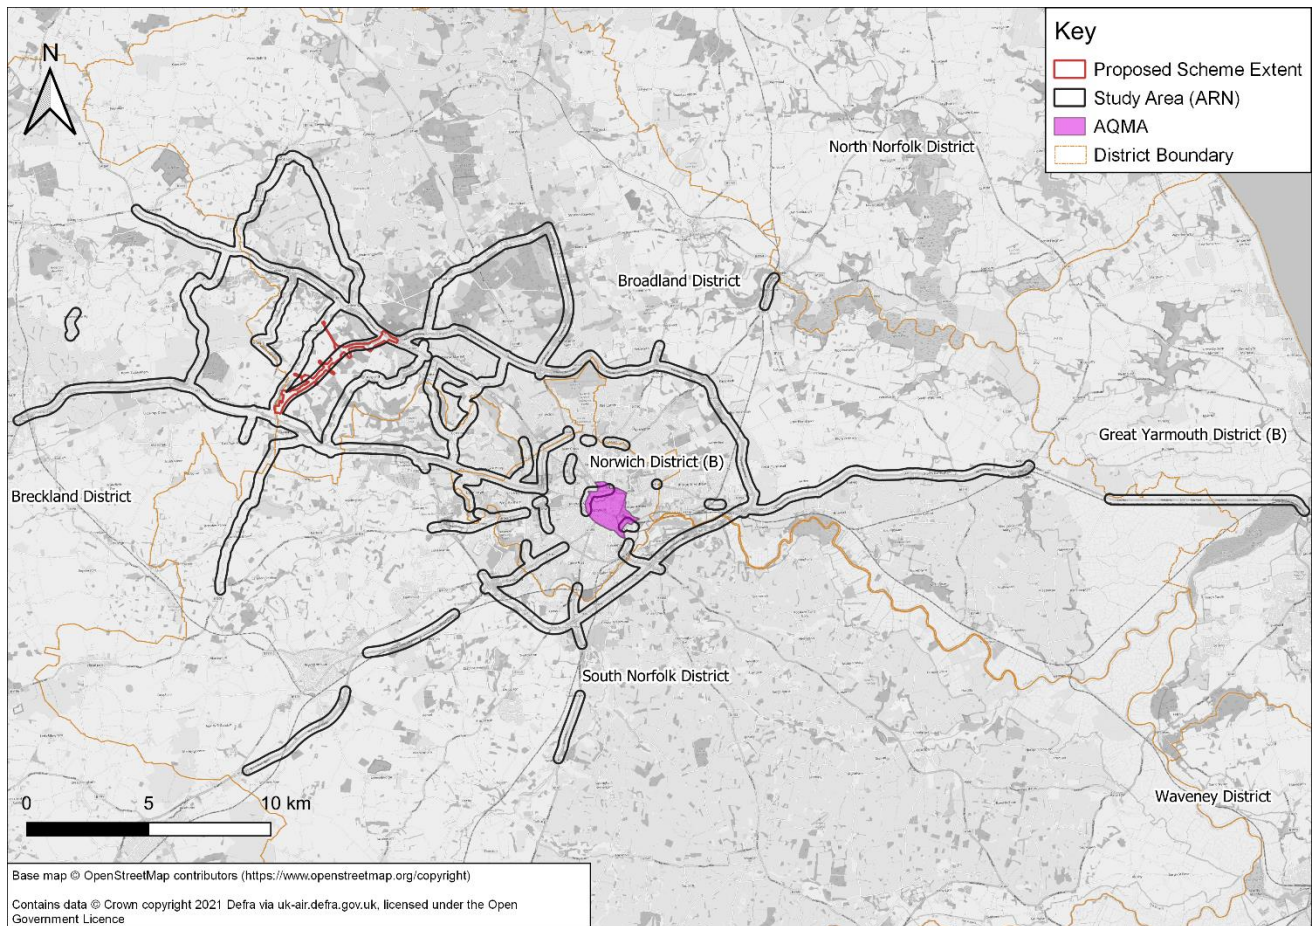 N
Key
Proposed Scheme Extent
Study Area (ARN)
AQMA
District Boundary
North Norfolk District
Broadland District
Great Yarmouth District (B)
Norwich District (B)
Breckland District
South Norfolk District
Waveney District
0 5 10 km
Base map © OpenStreetMap contributors (https://www.openstreetmap.org/copyright)
Contains data © Crown copyright 2021 Defra via uk-air.defra.gov.uk, licensed under the Open
Government Licence